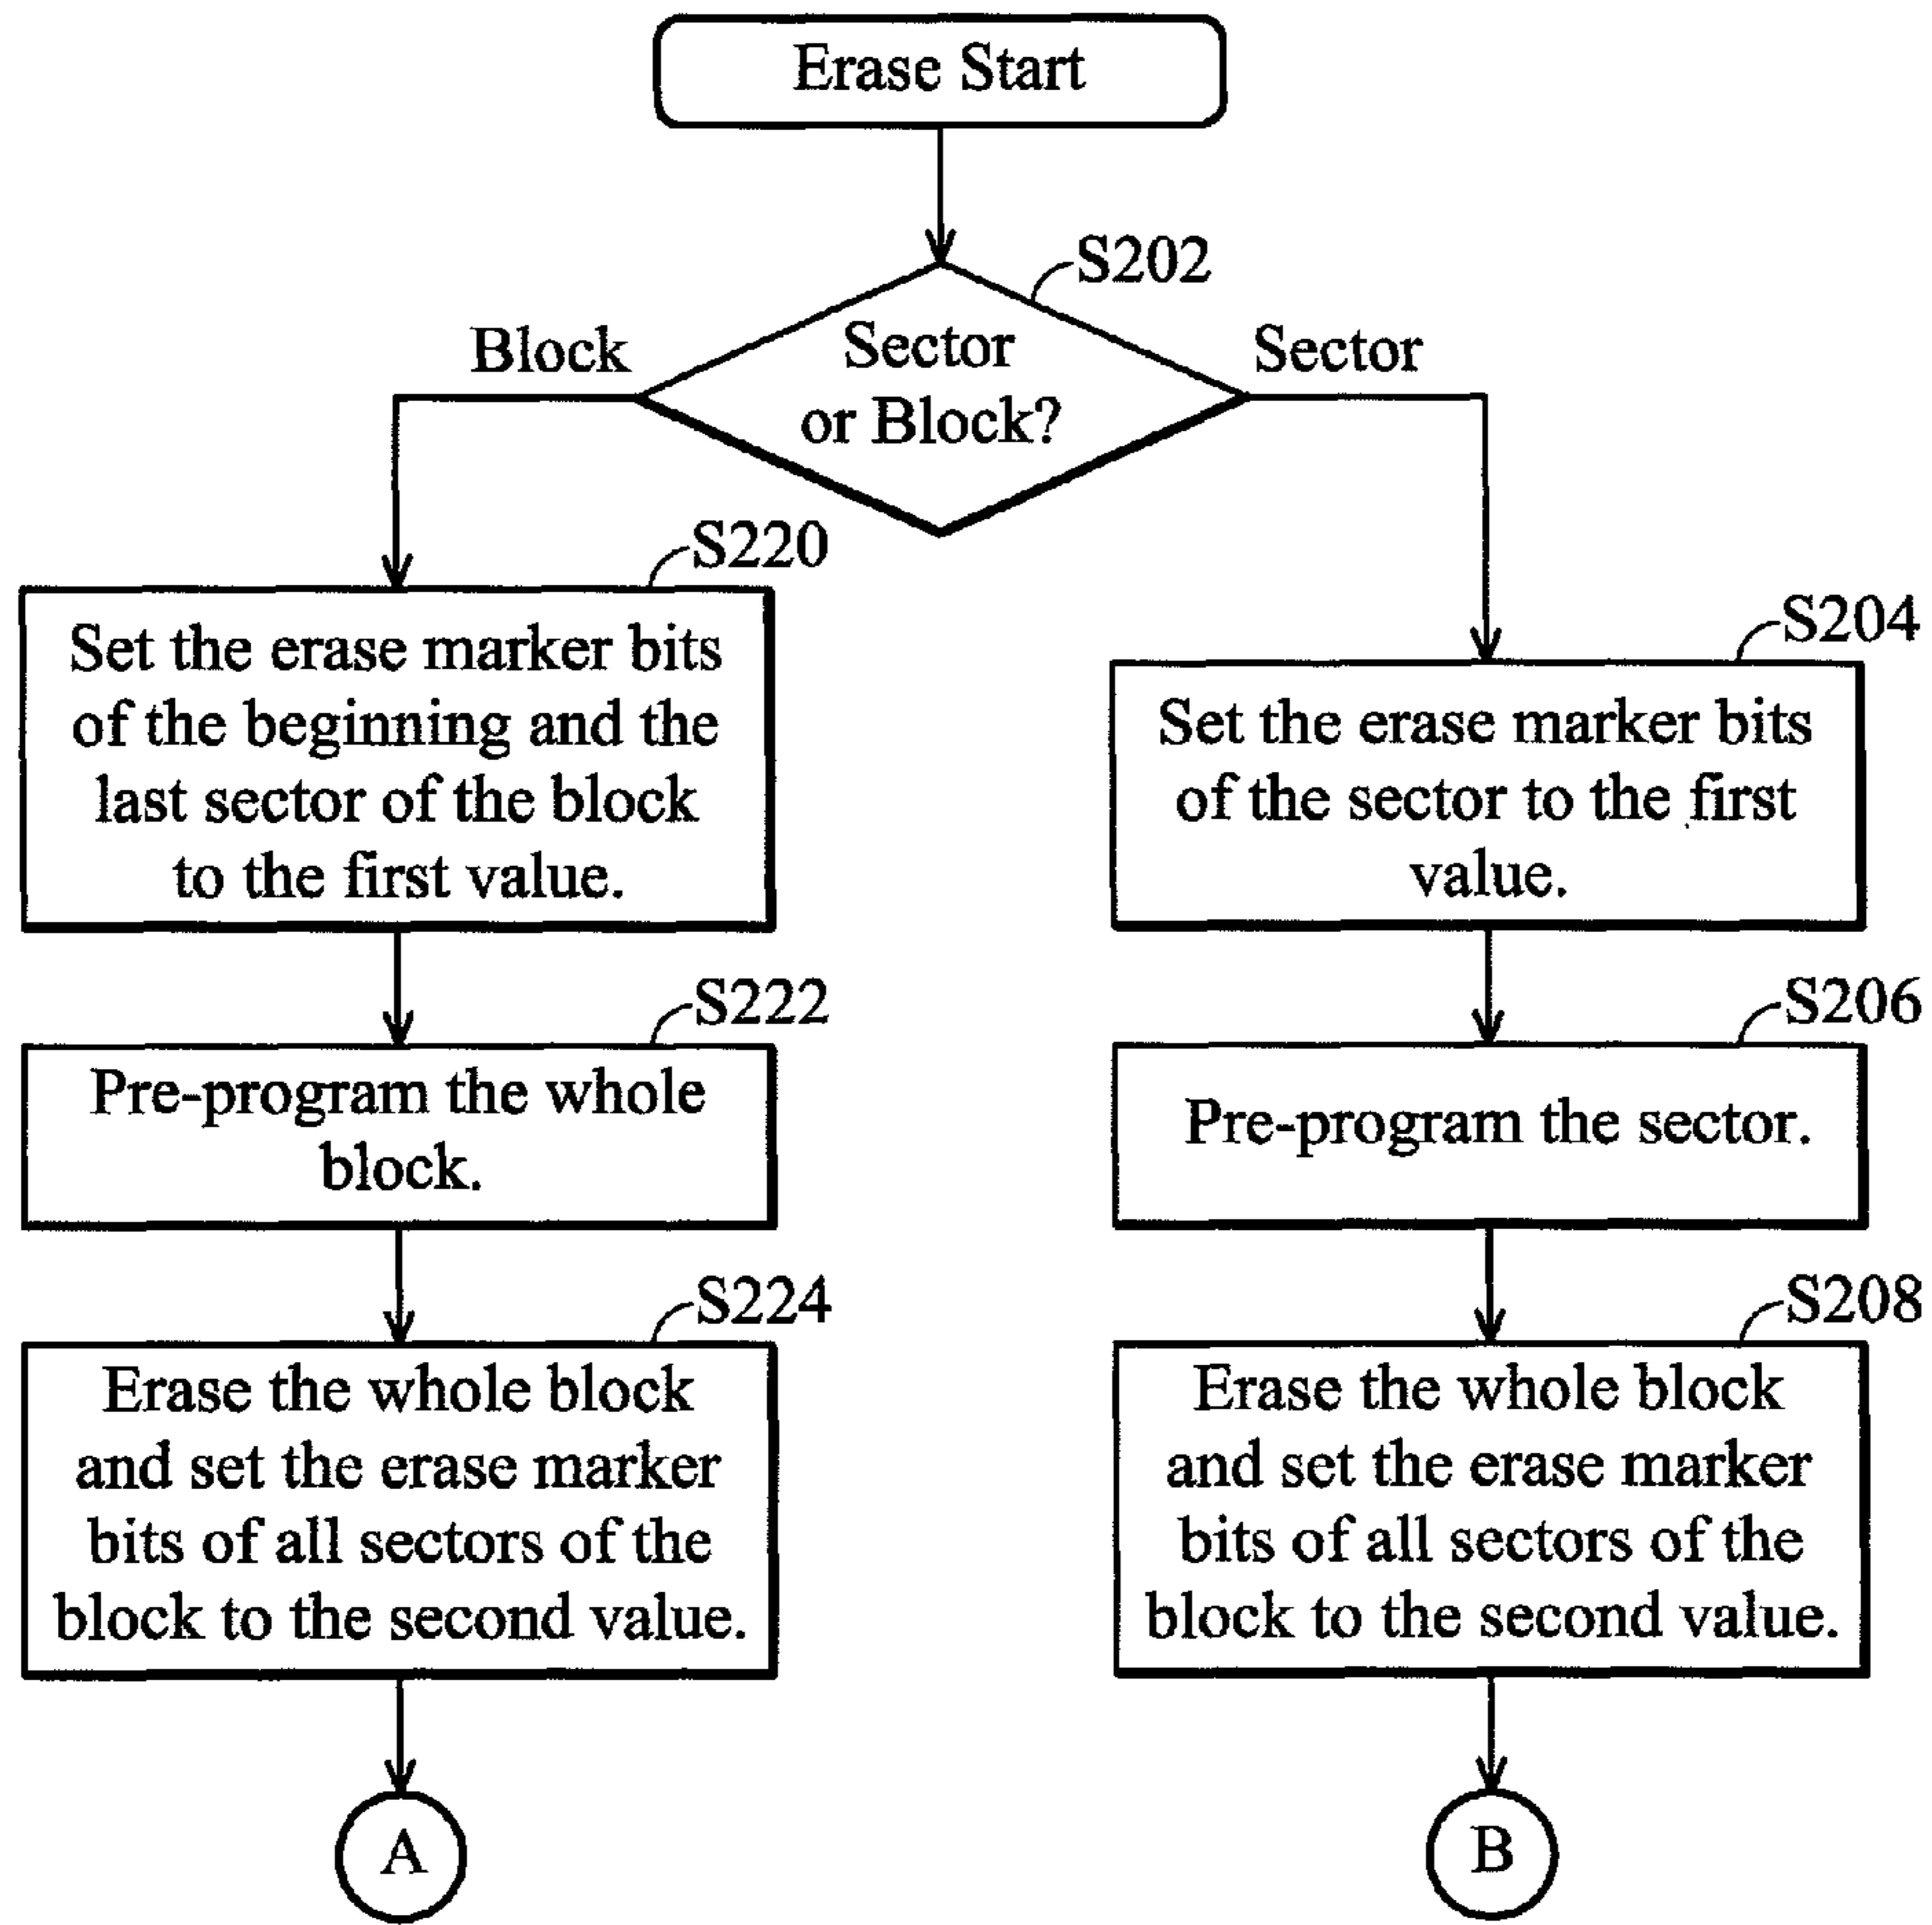 Erase Start
S202
Sector
or Block?
Block
Sector
S220
Set the erase marker bits
of the beginning and the
last sector of the block
to the first value.
S222
Pre-program the whole
block.
S224
Erase the whole block
and set the erase marker
bits of all sectors of the
block to the second value.
A
S204
Set the erase marker bits
of the sector to the first
value.
S206
Pre-program the sector.
S208
Erase the whole block
and set the erase marker
bits of all sectors of the
block to the second value.
B